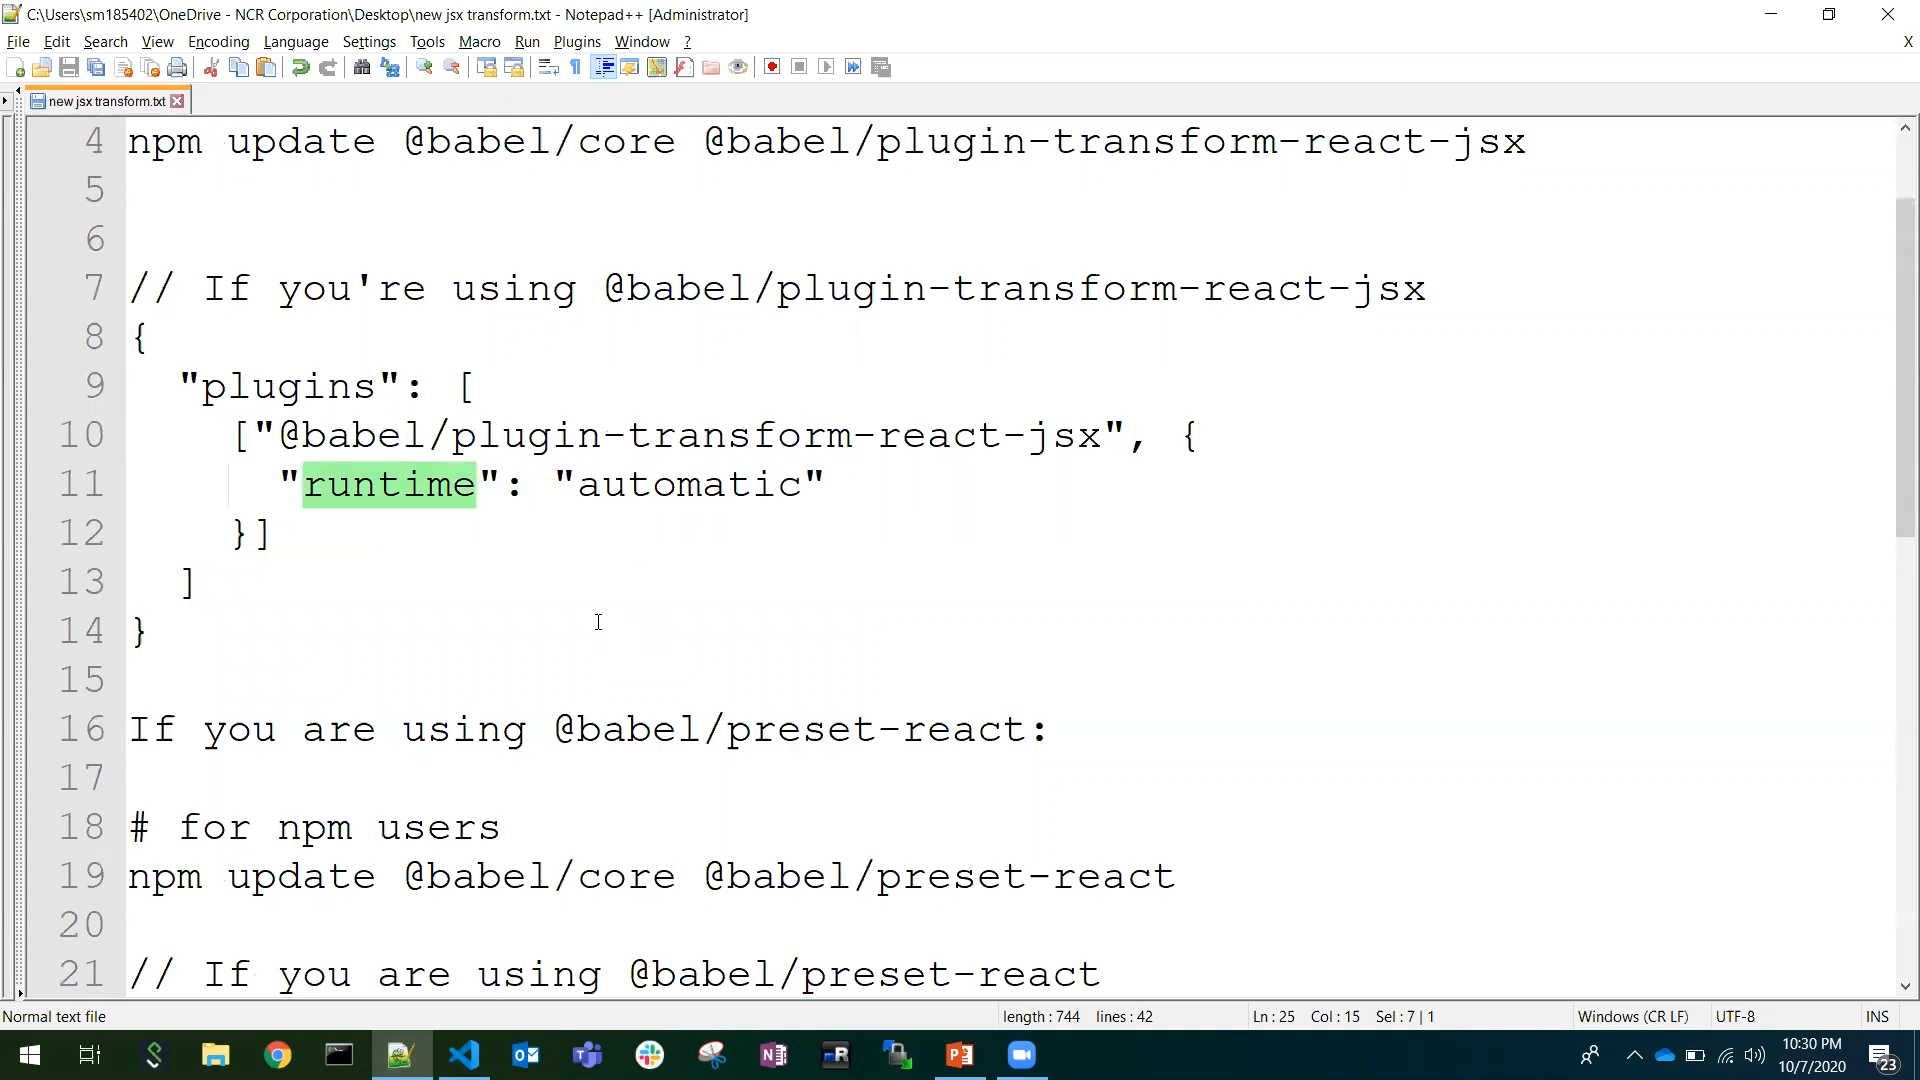 C:\Users\sm185402\OneDrive - NCR Corporation\Desktop\new jsx transform.txt - Notepad++ [Administrator]
File Edit Search View Encoding Language Settings Tools Macro Run Plugins Window ? X
new jsx transform.txt
4 npm update @babel/core @babel/plugin-transform-react-jsx
5
6
7 // If you're using @babel/plugin-transform-react-jsx
8 {
9 "plugins": [
10 ["@babel/plugin-transform-react-jsx", {
11 "runtime": "automatic"
12 }]
13 ]
14 }
15
16 If you are using @babel/preset-react:
17
18 # for npm users
19 npm update @babel/core @babel/preset-react
20
21 // If you are using @babel/preset-react
Normal text file length : 744 lines : 42 Ln : 25 Col : 15 Sel : 7 | 1 Windows (CR LF) UTF-8 INS
10:30 PM
10/7/2020
23